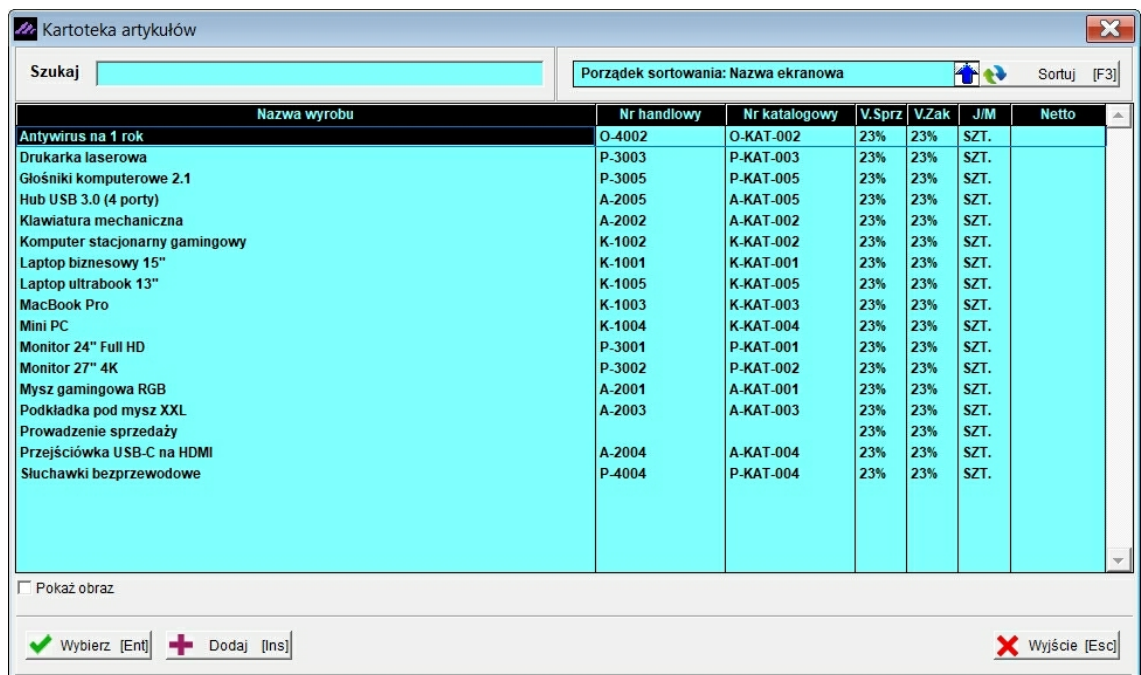 Kartoteka artykułów
Szukaj Porządek sortowania: Nazwa ekranowa Sortuj [F3]
Nazwa wyrobu Nr handlowy Nr katalogowy V.Sprz V.Zak J/M Netto
Antywirus na 1 rok O-4002 O-KAT-002 23% 23% SZT.
Drukarka laserowa P-3003 P-KAT-003 23% 23% SZT.
Głośniki komputerowe 2.1 P-3005 P-KAT-005 23% 23% SZT.
Hub USB 3.0 (4 porty) A-2005 A-KAT-005 23% 23% SZT.
Klawiatura mechaniczna A-2002 A-KAT-002 23% 23% SZT.
Komputer stacjonarny gamingowy K-1002 K-KAT-002 23% 23% SZT.
Laptop biznesowy 15" K-1001 K-KAT-001 23% 23% SZT.
Laptop ultrabook 13" K-1005 K-KAT-005 23% 23% SZT.
MacBook Pro K-1003 K-KAT-003 23% 23% SZT.
Mini PC K-1004 K-KAT-004 23% 23% SZT.
Monitor 24" Full HD P-3001 P-KAT-001 23% 23% SZT.
Monitor 27" 4K P-3002 P-KAT-002 23% 23% SZT.
Mysz gamingowa RGB A-2001 A-KAT-001 23% 23% SZT.
Podkładka pod mysz XXL A-2003 A-KAT-003 23% 23% SZT.
Prowadzenie sprzedaży 23% 23% SZT.
Przejściówka USB-C na HDMI A-2004 A-KAT-004 23% 23% SZT.
Słuchawki bezprzewodowe P-4004 P-KAT-004 23% 23% SZT.
Pokaż obraz
Wybierz [Ent] Dodaj [Ins] Wyjście [Esc]